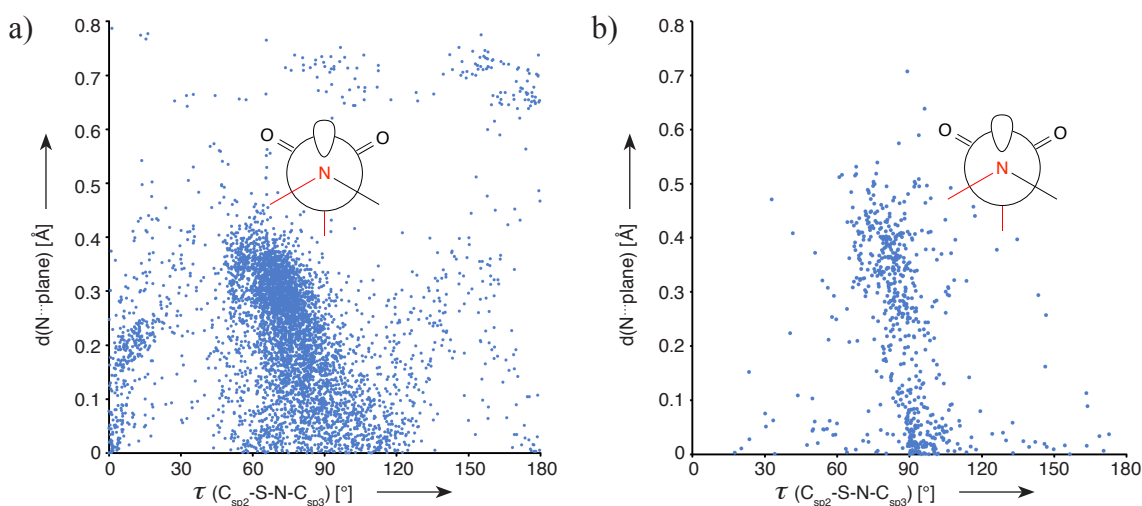 a)
0.8
0.7
0.6
0.5
0.4
0.3
0.2
0.1
0
d(N···plane) [Å]
O
O
N
0 30 60 90 120 150 180
τ (Csp2-S-N-Csp3) [°]
b)
0.8
0.7
0.6
0.5
0.4
0.3
0.2
0.1
0
d(N···plane) [Å]
O
O
N
0 30 60 90 120 150 180
τ (Csp2-S-N-Csp3) [°]